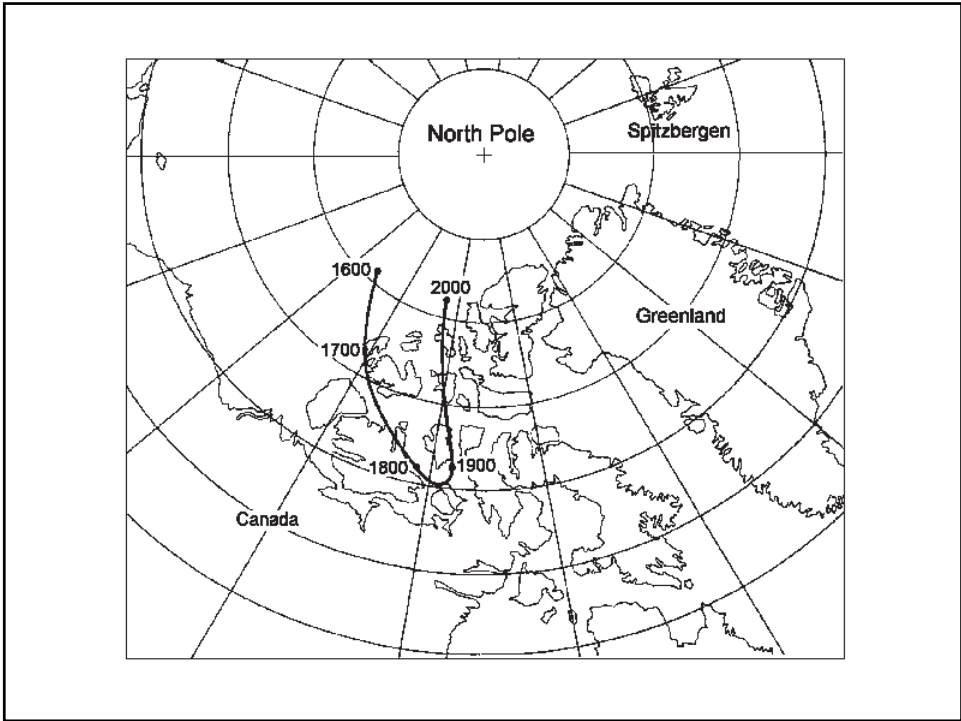 North Pole
Spitzbergen
1600
2000
Greenland
1700
1800
1900
Canada